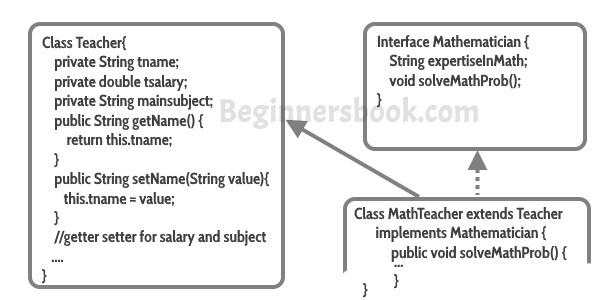 Class Teacher{
private String tname;
private double tsalary;
private String mainsubject;
public String getName() {
return this.tname;
}
public String setName(String value){
this.tname = value;
}
//getter setter for salary and subject
....
}
Interface Mathematician {
String expertiseInMath;
void solveMathProb();
}
Beginnersbook.com
Class MathTeacher extends Teacher
implements Mathematician {
public void solveMathProb() {
...
}
}